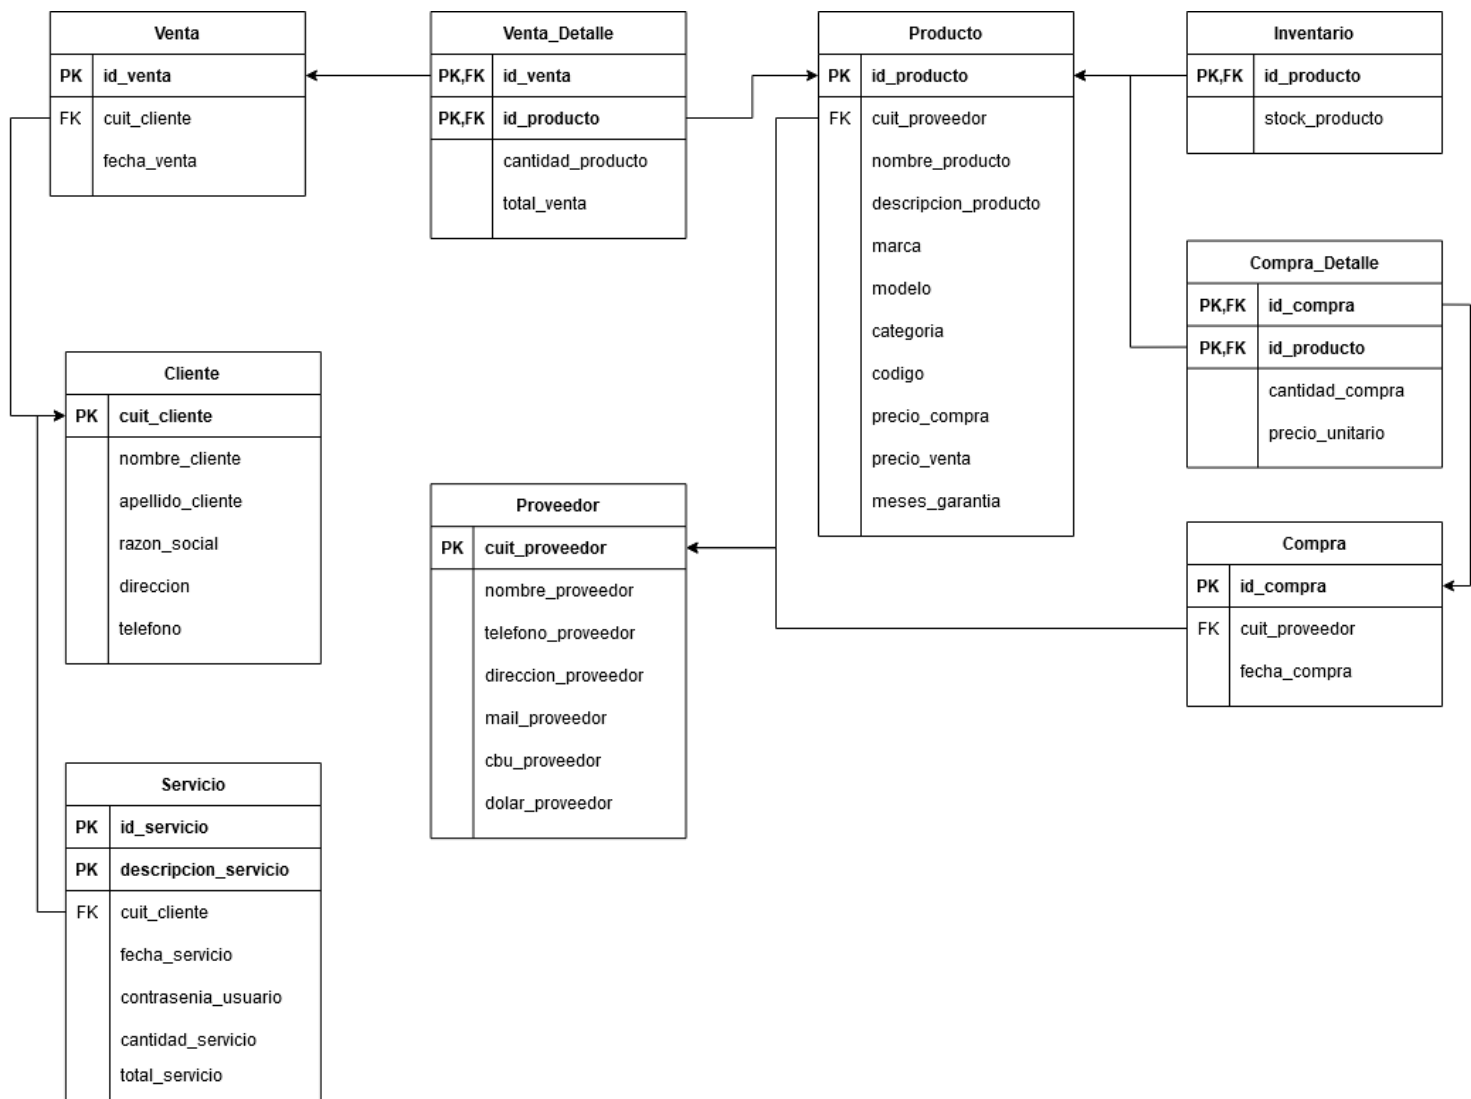 Venta
PK id_venta
FK cuit_cliente
fecha_venta
Venta_Detalle
PK,FK id_venta
PK,FK id_producto
cantidad_producto
total_venta
Producto
PK id_producto
FK cuit_proveedor
nombre_producto
descripcion_producto
marca
modelo
categoria
codigo
precio_compra
precio_venta
meses_garantia
Inventario
PK,FK id_producto
stock_producto
Compra_Detalle
PK,FK id_compra
PK,FK id_producto
cantidad_compra
precio_unitario
Cliente
PK cuit_cliente
nombre_cliente
apellido_cliente
razon_social
direccion
telefono
Proveedor
PK cuit_proveedor
nombre_proveedor
telefono_proveedor
direccion_proveedor
mail_proveedor
cbu_proveedor
dolar_proveedor
Compra
PK id_compra
FK cuit_proveedor
fecha_compra
Servicio
PK id_servicio
PK descripcion_servicio
FK cuit_cliente
fecha_servicio
contrasenia_usuario
cantidad_servicio
total_servicio